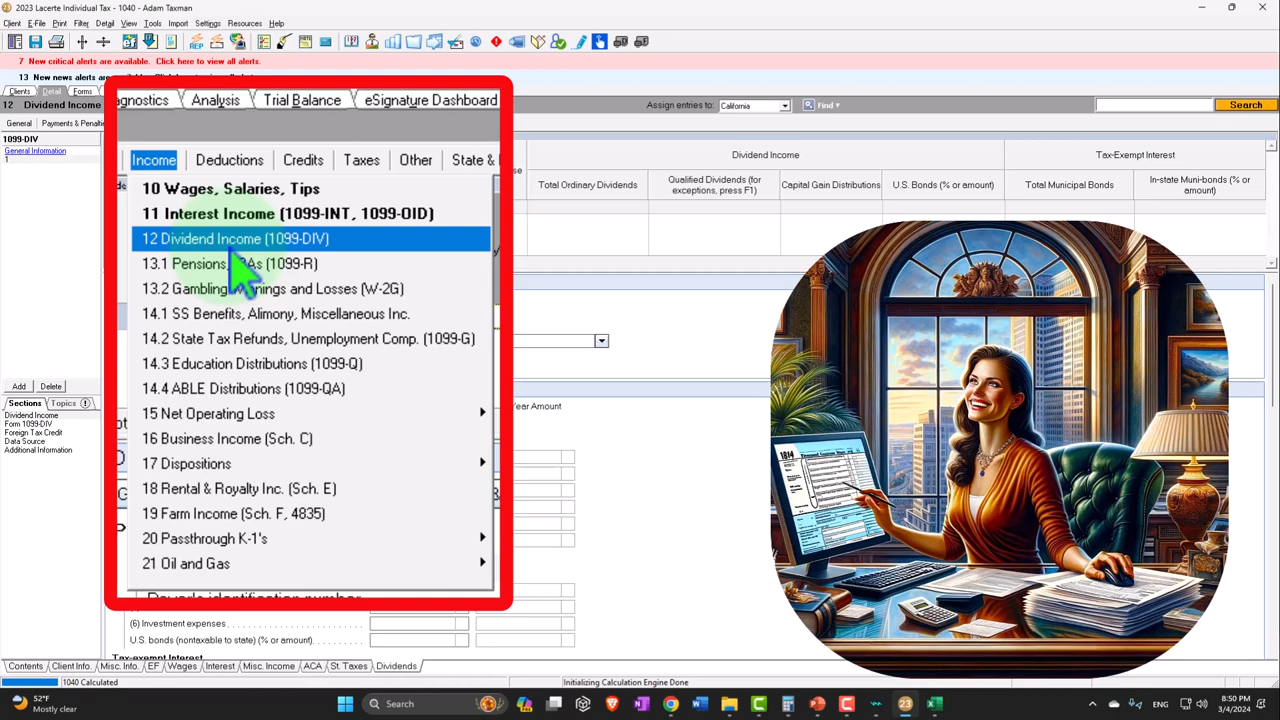 2023 Lacerte Individual Tax - 1040 - Adam Taxman
Client E-File Print Filter Detail View Tools Import Settings Resources Help
7 New critical alerts are available. Click here to view all alerts.
13 New news alerts are
Clients Detail Forms
agnostics Analysis Trial Balance eSignature Dashboard
Assign entries to: California Find Search
12 Dividend Income
General Payments & Penalti
Income Deductions Credits Taxes Other State &
1099-DIV
General Information
1
10 Wages, Salaries, Tips
11 Interest Income (1099-INT, 1099-OID)
12 Dividend Income (1099-DIV)
13.1 Pensions, IRAs (1099-R)
13.2 Gambling Winnings and Losses (W-2G)
14.1 SS Benefits, Alimony, Miscellaneous Inc.
14.2 State Tax Refunds, Unemployment Comp. (1099-G)
14.3 Education Distributions (1099-Q)
14.4 ABLE Distributions (1099-QA)
15 Net Operating Loss
16 Business Income (Sch. C)
17 Dispositions
18 Rental & Royalty Inc. (Sch. E)
19 Farm Income (Sch. F, 4835)
20 Passthrough K-1's
21 Oil and Gas
Dividend Income Tax-Exempt Interest
Total Ordinary Dividends Qualified Dividends (for exceptions, press F1) Capital Gain Distributions U.S. Bonds (% or amount) Total Municipal Bonds In-state Muni-bonds (% or amount)
Year Amount
Add Delete
Sections Topics
Dividend Income
Form 1099-DIV
Foreign Tax Credit
Data Source
Additional Information
(6) Investment expenses
U.S. bonds (nontaxable to state) (% or amount)
Contents Client Info. Misc. Info. EF Wages Interest Misc. Income ACA St. Taxes Dividends
1040 Calculated Initializing Calculation Engine Done
52°F
Mostly clear
Search
23
8:50 PM
3/4/2024